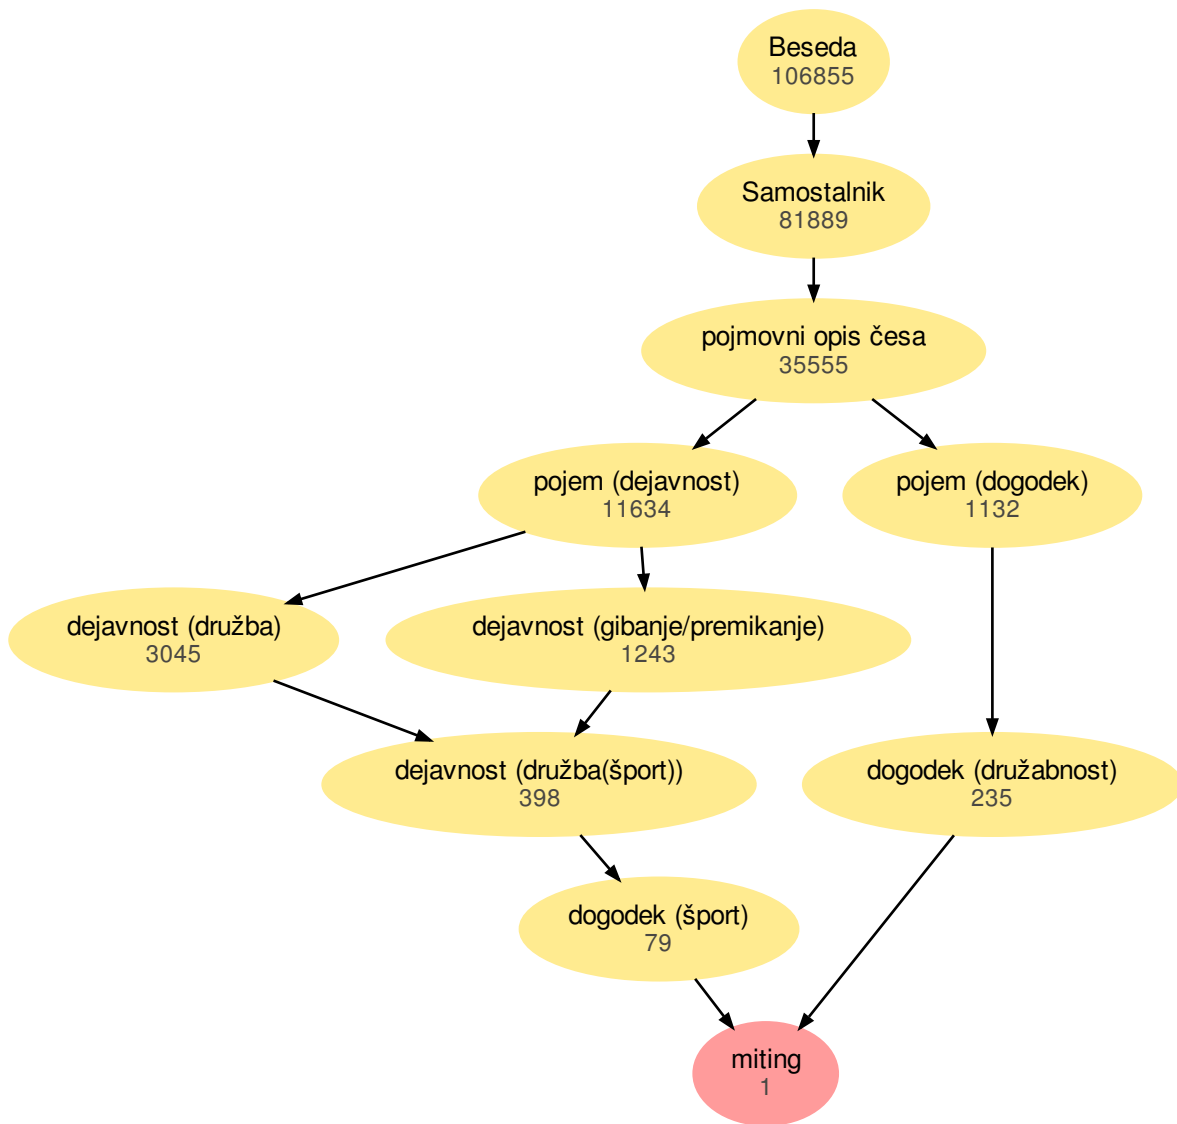 Beseda
106855
Samostalnik
81889
pojmovni opis česa
35555
pojem (dejavnost)
11634
pojem (dogodek)
1132
dejavnost (družba)
3045
dejavnost (gibanje/premikanje)
1243
dejavnost (družba(šport))
398
dogodek (družabnost)
235
dogodek (šport)
79
miting
1